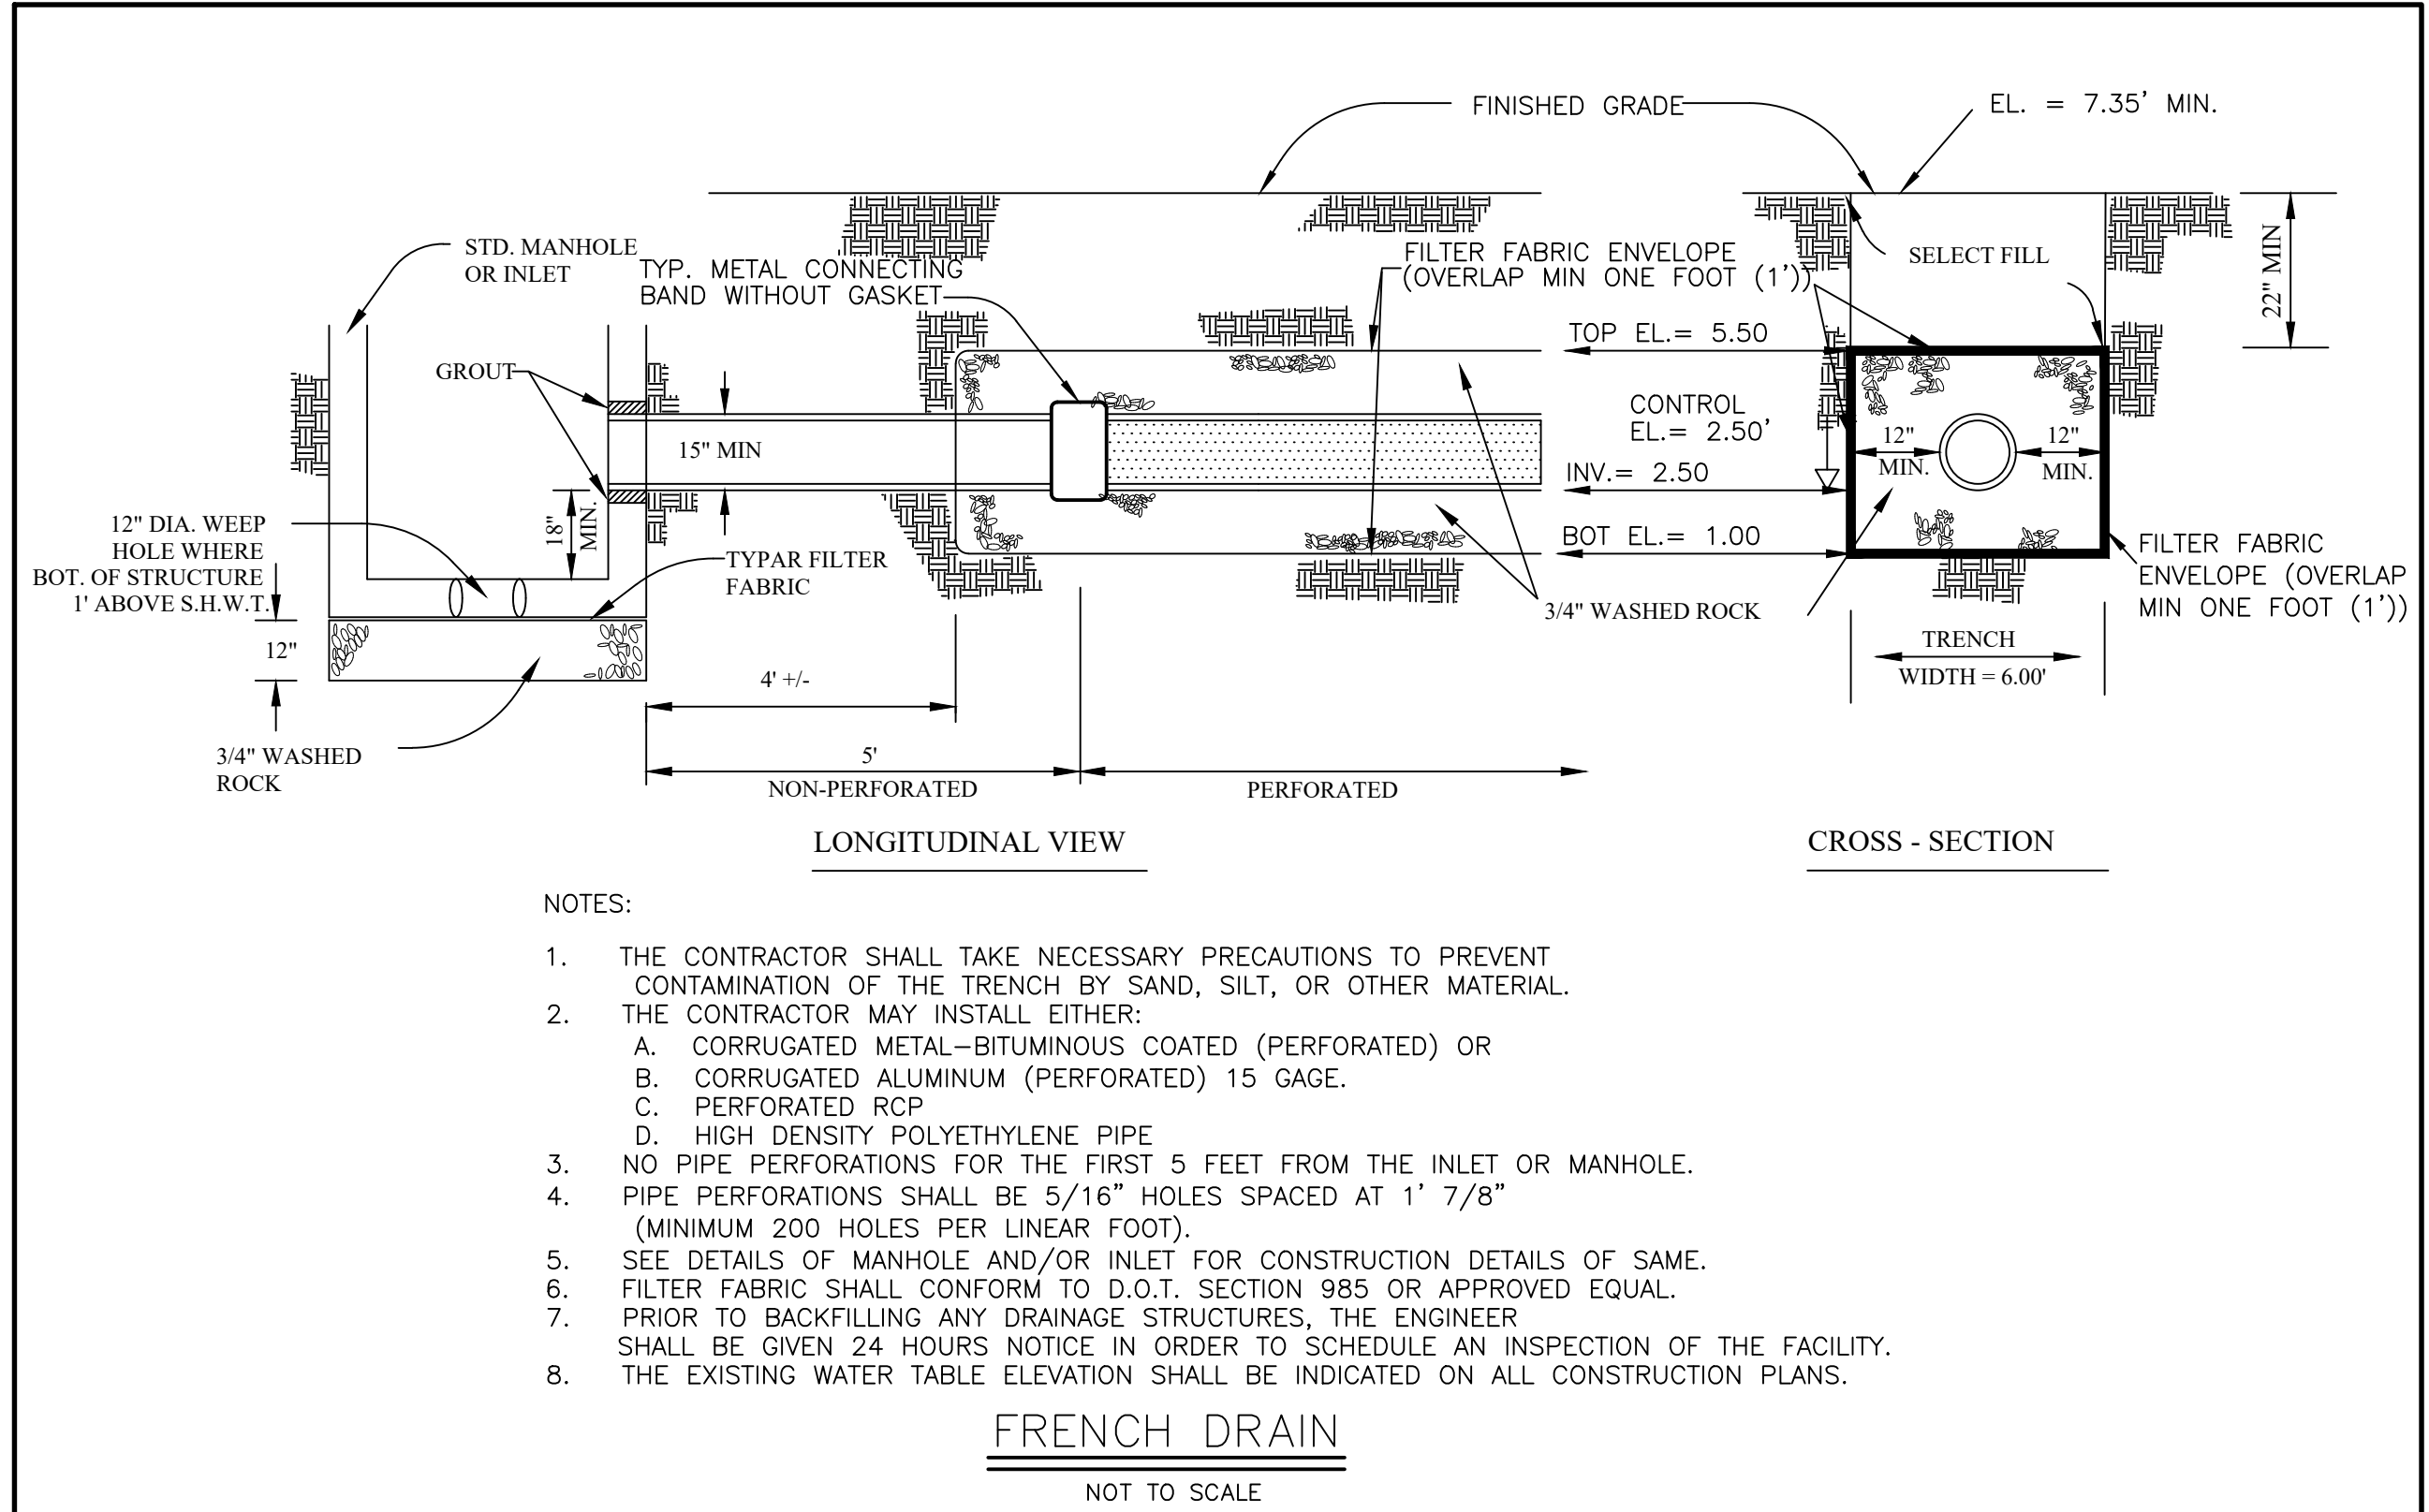 FINISHED GRADE
EL. = 7.35' MIN.
STD. MANHOLE
OR INLET
TYP. METAL CONNECTING
BAND WITHOUT GASKET
FILTER FABRIC ENVELOPE
(OVERLAP MIN ONE FOOT (1'))
SELECT FILL
22" MIN
TOP EL.= 5.50
GROUT
15" MIN
CONTROL
EL.= 2.50'
12"
MIN.
12"
MIN.
INV.= 2.50
18"
MIN.
12" DIA. WEEP
HOLE WHERE
BOT. OF STRUCTURE
1' ABOVE S.H.W.T.
TYPAR FILTER
FABRIC
BOT EL.= 1.00
FILTER FABRIC
ENVELOPE (OVERLAP
MIN ONE FOOT (1'))
3/4" WASHED ROCK
12"
TRENCH
WIDTH = 6.00'
4' +/-
3/4" WASHED
ROCK
5'
NON-PERFORATED
PERFORATED
LONGITUDINAL VIEW
CROSS - SECTION
NOTES:
1. THE CONTRACTOR SHALL TAKE NECESSARY PRECAUTIONS TO PREVENT
CONTAMINATION OF THE TRENCH BY SAND, SILT, OR OTHER MATERIAL.
2. THE CONTRACTOR MAY INSTALL EITHER:
A. CORRUGATED METAL-BITUMINOUS COATED (PERFORATED) OR
B. CORRUGATED ALUMINUM (PERFORATED) 15 GAGE.
C. PERFORATED RCP
D. HIGH DENSITY POLYETHYLENE PIPE
3. NO PIPE PERFORATIONS FOR THE FIRST 5 FEET FROM THE INLET OR MANHOLE.
4. PIPE PERFORATIONS SHALL BE 5/16" HOLES SPACED AT 1' 7/8"
(MINIMUM 200 HOLES PER LINEAR FOOT).
5. SEE DETAILS OF MANHOLE AND/OR INLET FOR CONSTRUCTION DETAILS OF SAME.
6. FILTER FABRIC SHALL CONFORM TO D.O.T. SECTION 985 OR APPROVED EQUAL.
7. PRIOR TO BACKFILLING ANY DRAINAGE STRUCTURES, THE ENGINEER
SHALL BE GIVEN 24 HOURS NOTICE IN ORDER TO SCHEDULE AN INSPECTION OF THE FACILITY.
8. THE EXISTING WATER TABLE ELEVATION SHALL BE INDICATED ON ALL CONSTRUCTION PLANS.
FRENCH DRAIN
NOT TO SCALE